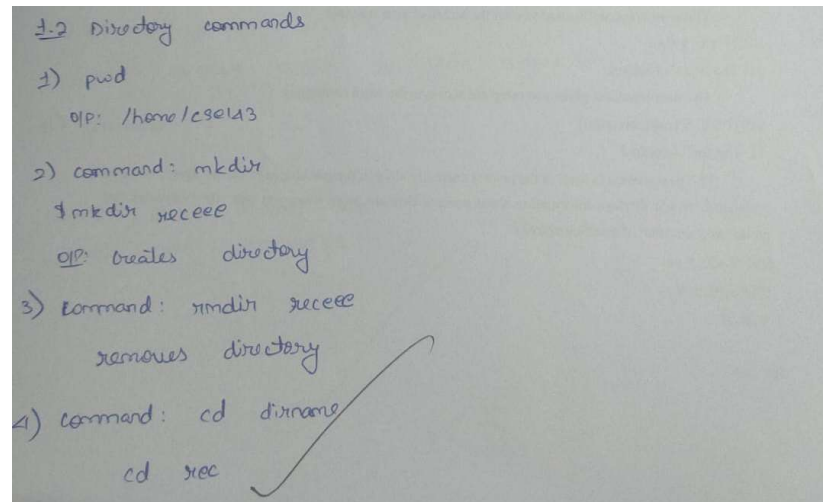 1.2 Directory commands
1) pwd
O/P: /home/cse143
2) command: mkdir
$ mkdir receee
O/P: creates directory
3) command: rmdir receee
removes directory
4) command: cd dirname
cd rec